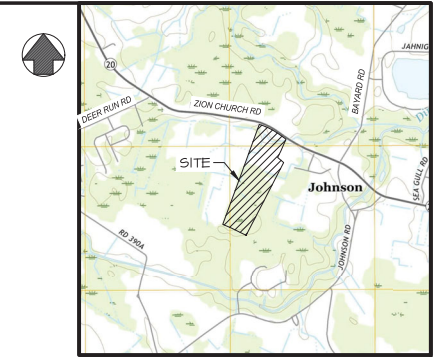 JAHNIG
20
ZION CHURCH RD
BAYARD RD
DEER RUN RD
SITE
Johnson
SEA GULL RD
RD 390A
JOHNSON RD